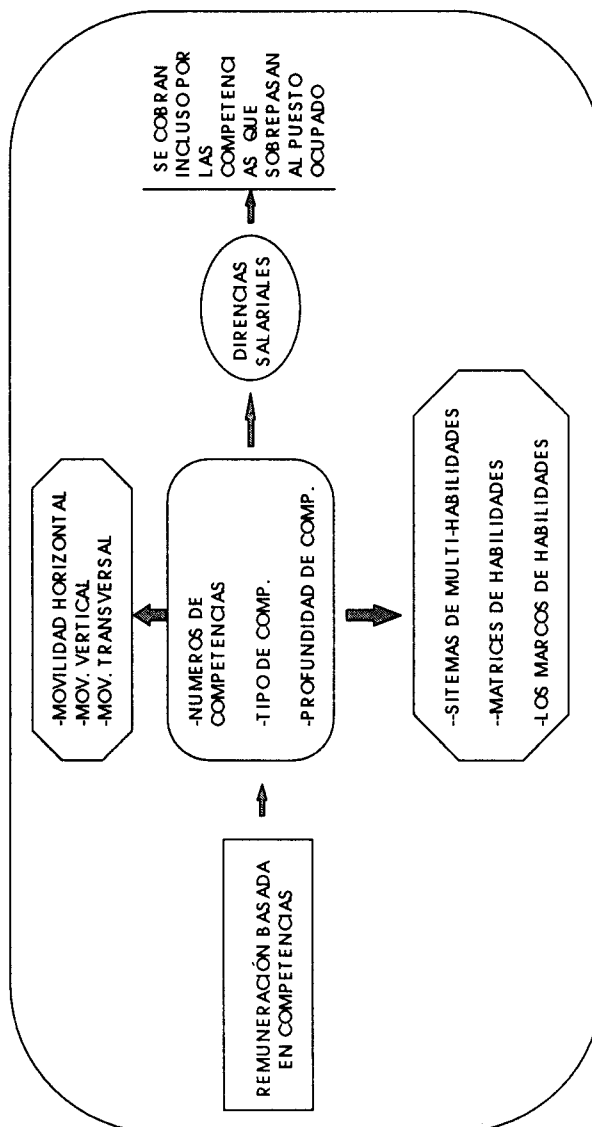 REMUNERACIÓN BASADA
EN COMPETENCIAS
-MOVILIDAD HORIZONTAL
-MOV. VERTICAL
-MOV. TRANSVERSAL
-NUMEROS DE
COMPETENCIAS
-TIPO DE COMP.
-PROFUNDIDAD DE COMP.
--SITEMAS DE MULTI-HABILIDADES
--MATRICES DE HABILIDADES
-LOS MARCOS DE HABILIDADES
DIRENCIAS
SALARIALES
SE COBRAN
INCLUSO POR
LAS
COMPETENCI
AS QUE
SOBREPASAN
AL PUESTO
OCUPADO